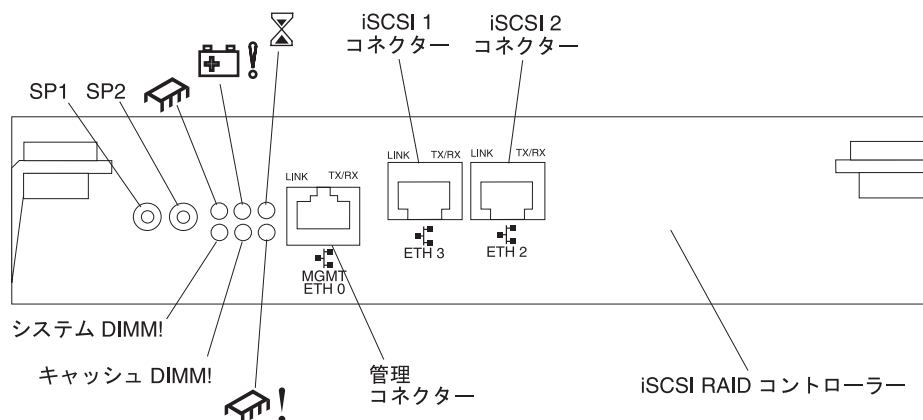 iSCSI 1
コネクター
iSCSI 2
コネクター
SP1 SP2
LINK TX/RX
LINK TX/RX
LINK TX/RX
ETH 3
ETH 2
MGMT
ETH 0
システム DIMM!
キャッシュ DIMM!
管理
コネクター
iSCSI RAID コントローラー